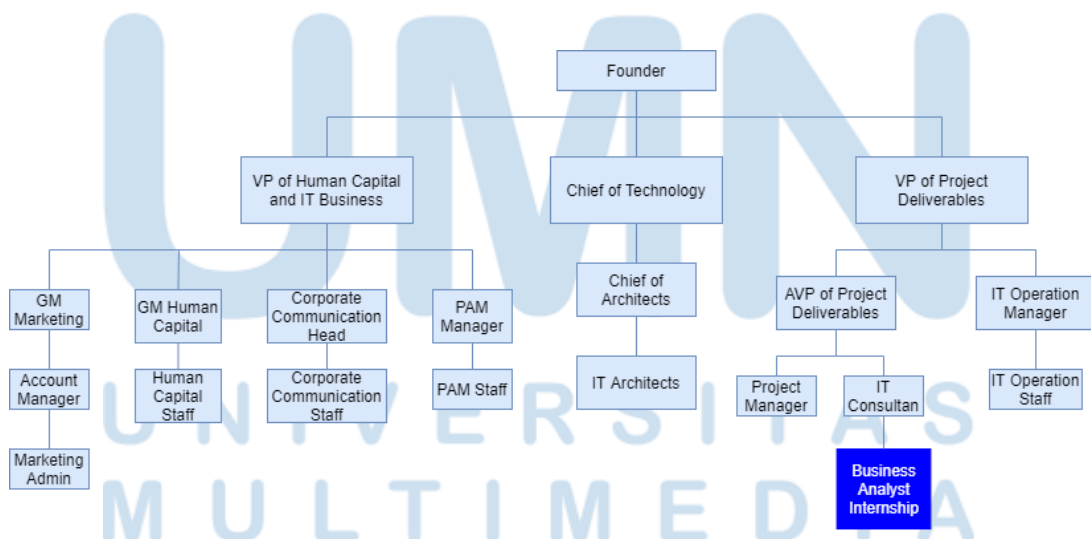 UMN
UNIVERSITAS
MULTIMEDIA
Founder
VP of Human Capital
and IT Business
Chief of Technology
VP of Project
Deliverables
GM
Marketing
GM Human
Capital
Corporate
Communication
Head
PAM
Manager
Chief of
Architects
AVP of Project
Deliverables
IT Operation
Manager
Account
Manager
Human
Capital
Staff
Corporate
Communication
Staff
PAM Staff
IT Architects
Project
Manager
IT
Consultan
IT Operation
Staff
Marketing
Admin
Business
Analyst
Internship